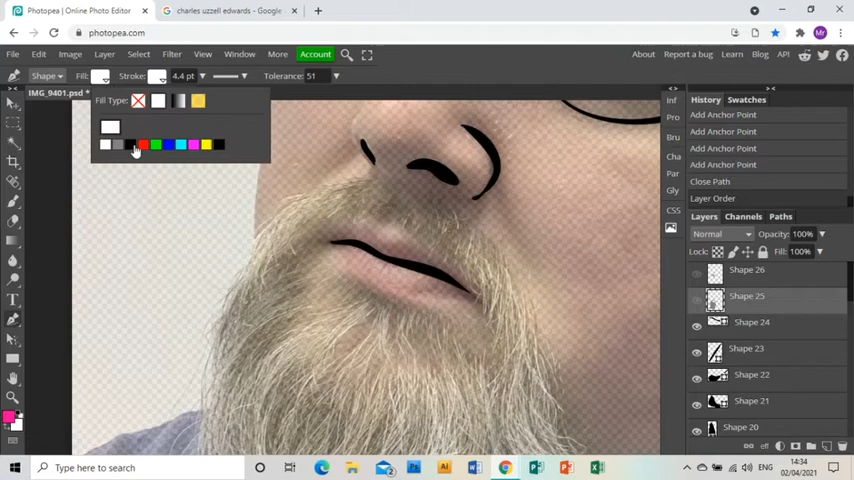 Photopea | Online Photo Editor
charles uzzell edwards - Google
photopea.com
File Edit Image Layer Select Filter View Window More Account
About Report a bug Learn Blog API
Shape Fill: Stroke: 4.4 pt Tolerance: 51
IMG_9401.psd *
Fill Type:
Inf
Pro
Bru
Cha
Par
Gly
CSS
History Swatches
Add Anchor Point
Add Anchor Point
Add Anchor Point
Add Anchor Point
Close Path
Layer Order
Layers Channels Paths
Normal Opacity: 100%
Lock: Fill: 100%
Shape 26
Shape 25
Shape 24
Shape 23
Shape 22
Shape 21
Shape 20
eff
Type here to search
ENG
14:34
02/04/2021